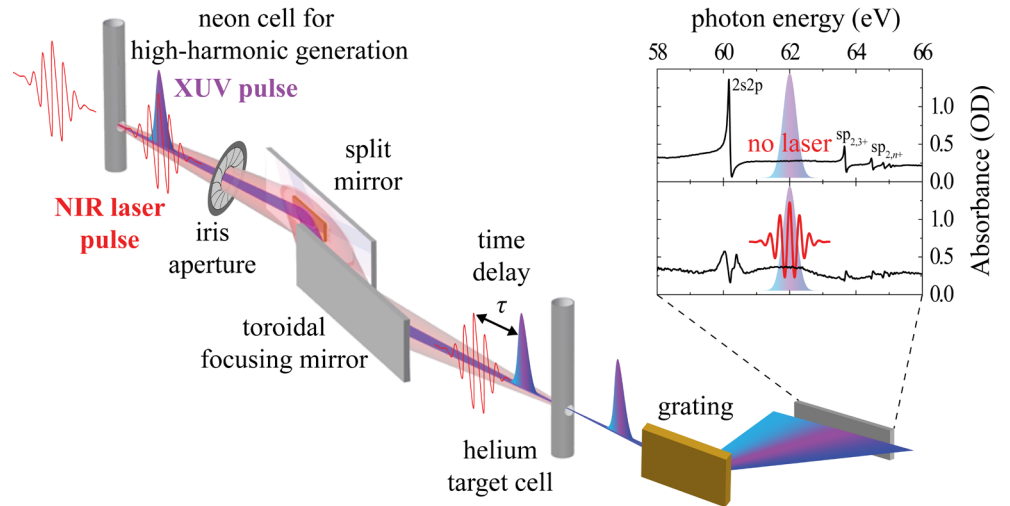 neon cell for
high-harmonic generation
XUV pulse
NIR laser
pulse
iris
aperture
split
mirror
toroidal
focusing mirror
time
delay
τ
helium
target cell
grating
photon energy (eV)
58 60 62 64 66
2s2p
no laser
sp2,3+
sp2,n+
1.0
0.5
0.0
1.0
0.5
0.0
Absorbance (OD)